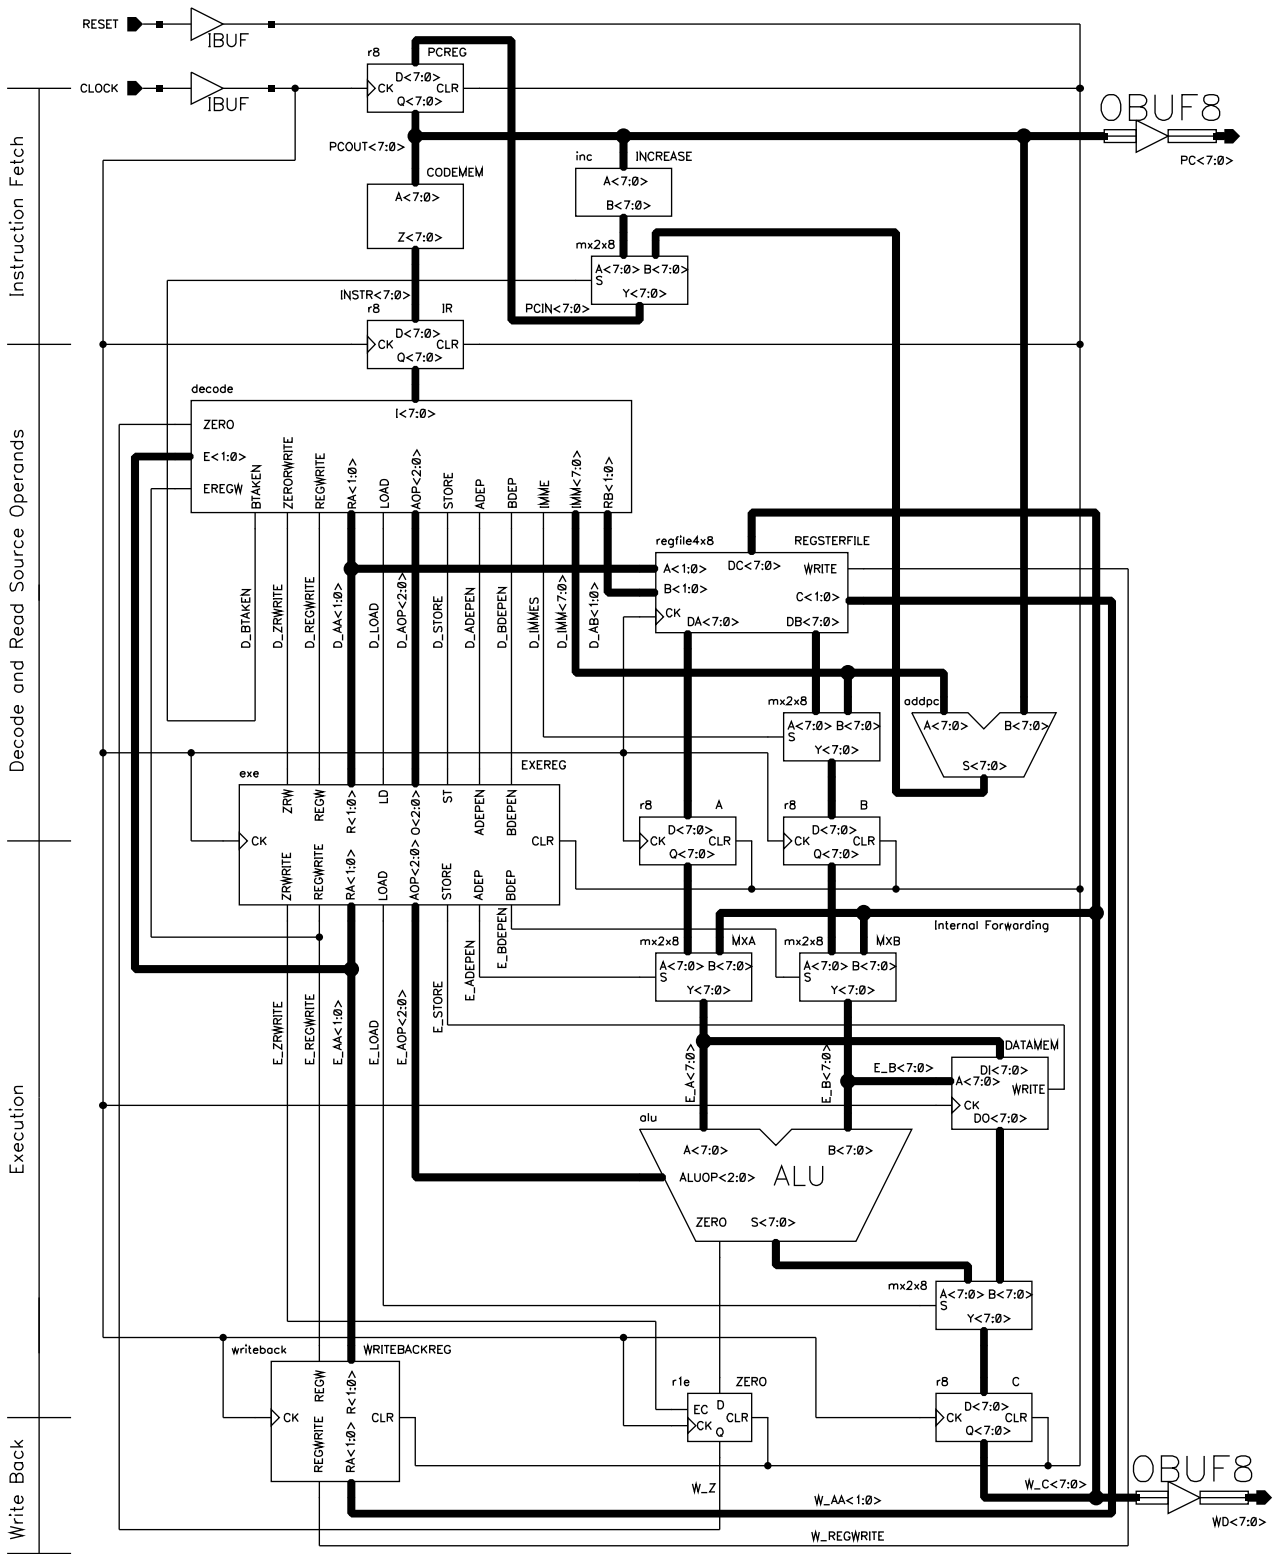 RESET
IBUF
r8
PCREG
D<7:0>
CK
CLR
Q<7:0>
CLOCK
IBUF
OBUF8
PC<7:0>
PCOUT<7:0>
inc
INCREASE
A<7:0>
B<7:0>
CODEMEM
A<7:0>
Z<7:0>
mx2x8
A<7:0> B<7:0>
S
Y<7:0>
INSTR<7:0>
PCIN<7:0>
r8
IR
D<7:0>
CK
CLR
Q<7:0>
Instruction Fetch
decode
I<7:0>
ZERO
E<1:0>
EREGW
BTAKEN
ZERORWRITE
REGWRITE
RA<1:0>
LOAD
AOP<2:0>
STORE
ADEP
BDEP
IMME
IMM<7:0>
RB<1:0>
Decode and Read Source Operands
D_BTAKEN
D_ZRWRITE
D_REGWRITE
D_AA<1:0>
D_LOAD
D_AOP<2:0>
D_STORE
D_ADEPEN
D_BDEPEN
D_IMMES
D_IMM<7:0>
D_AB<1:0>
regfile4x8
REGSTERFILE
DC<7:0>
A<1:0>
WRITE
B<1:0>
C<1:0>
CK
DA<7:0>
DB<7:0>
mx2x8
A<7:0> B<7:0>
S
Y<7:0>
addpc
A<7:0>
B<7:0>
S<7:0>
exe
EXEREG
ZRW
REGW
R<1:0>
LD
O<2:0>
ST
ADEPEN
BDEPEN
CK
CLR
ZRWRITE
REGWRITE
RA<1:0>
LOAD
AOP<2:0>
STORE
ADEP
BDEP
r8
A
D<7:0>
CK
CLR
Q<7:0>
r8
B
D<7:0>
CK
CLR
Q<7:0>
Internal Forwarding
E_ZRWRITE
E_REGWRITE
E_AA<1:0>
E_LOAD
E_AOP<2:0>
E_STORE
E_ADEPEN
E_BDEPEN
mx2x8
MXA
A<7:0> B<7:0>
S
Y<7:0>
mx2x8
MXB
A<7:0> B<7:0>
S
Y<7:0>
E_A<7:0>
E_B<7:0>
E_B<7:0>
DATAMEM
DI<7:0>
A<7:0>
WRITE
CK
DO<7:0>
Execution
alu
A<7:0>
B<7:0>
ALUOP<2:0>
ALU
ZERO
S<7:0>
mx2x8
A<7:0> B<7:0>
S
Y<7:0>
writeback
WRITEBACKREG
REGW
R<1:0>
CK
CLR
REGWRITE
RA<1:0>
r1e
ZERO
EC
D
CK
CLR
Q
r8
C
D<7:0>
CK
CLR
Q<7:0>
Write Back
W_Z
W_AA<1:0>
W_C<7:0>
W_REGWRITE
OBUF8
WD<7:0>